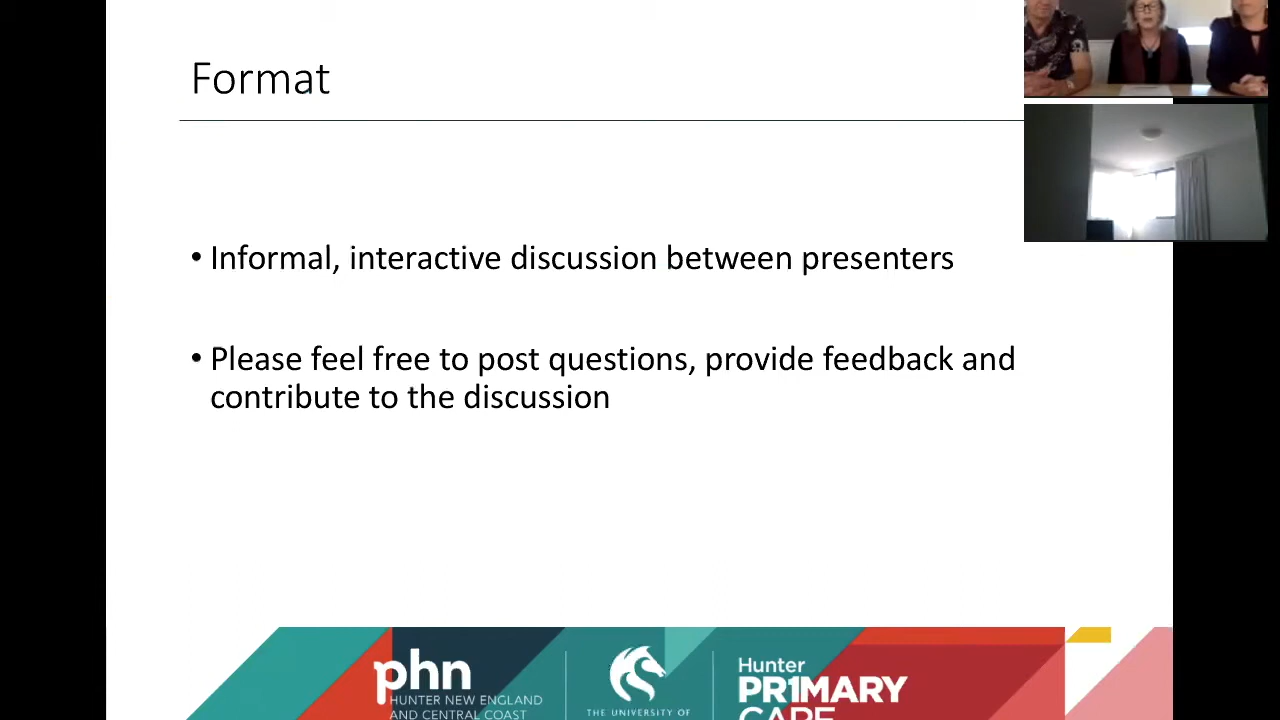 Format
• Informal, interactive discussion between presenters
• Please feel free to post questions, provide feedback and
contribute to the discussion
phn
HUNTER NEW ENGLAND
AND CENTRAL COAST
THE UNIVERSITY OF
Hunter
PR1MARY
CARE